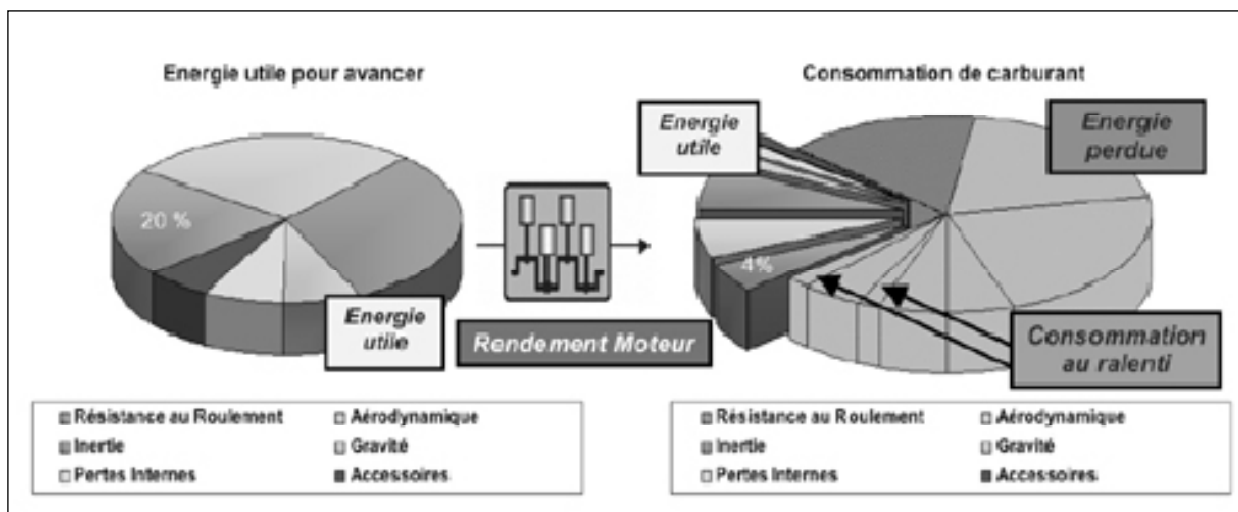 Energie utile pour avancer
Consommation de carburant
Energie
utile
Energie
perdue
20 %
4%
Energie
utile
Rendement Moteur
Consommation
au ralenti
Résistance au Roulement
Aérodynamique
Inertie
Gravité
Pertes Internes
Accessoires
Résistance au Roulement
Aérodynamique
Inertie
Gravité
Pertes Internes
Accessoires